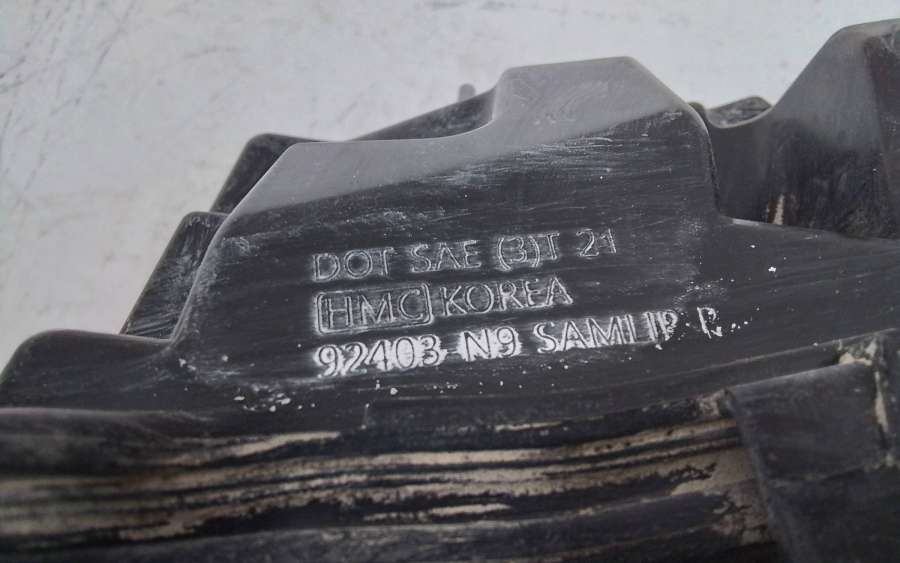 DOT SAE (3)T 21
HMC KOREA
92403-N9 SAMLIP R